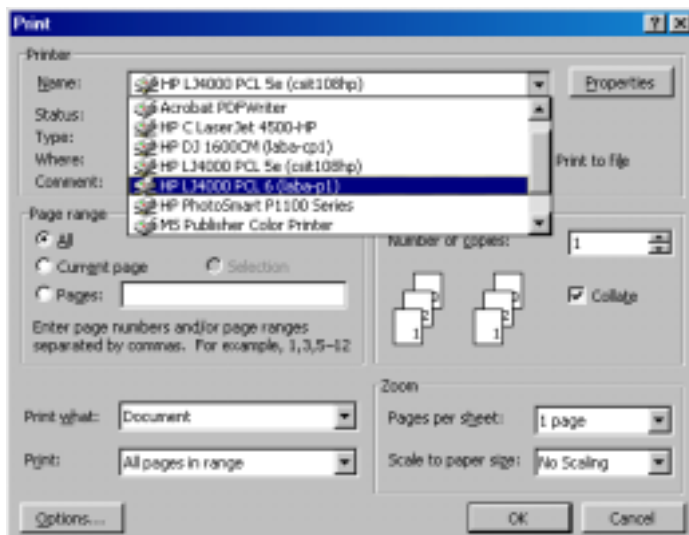 Print
Printer
Name: HP LJ4000 PCL 5e (csit108hp) Properties
Status: Acrobat PDFWriter
HP C LaserJet 4500-HP
Type: HP DJ 1600CM (laba-cp1)
Where: HP LJ4000 PCL 5e (csit108hp) Print to file
Comment: HP LJ4000 PCL 6 (laba-p1)
HP PhotoSmart P1100 Series
MS Publisher Color Printer
Page range
All
Current page Selection
Pages:
Enter page numbers and/or page ranges
separated by commas. For example, 1,3,5-12
Number of copies: 1
Collate
2 2
1 1
Print what: Document
Print: All pages in range
Zoom
Pages per sheet: 1 page
Scale to paper size: No Scaling
Options... OK Cancel